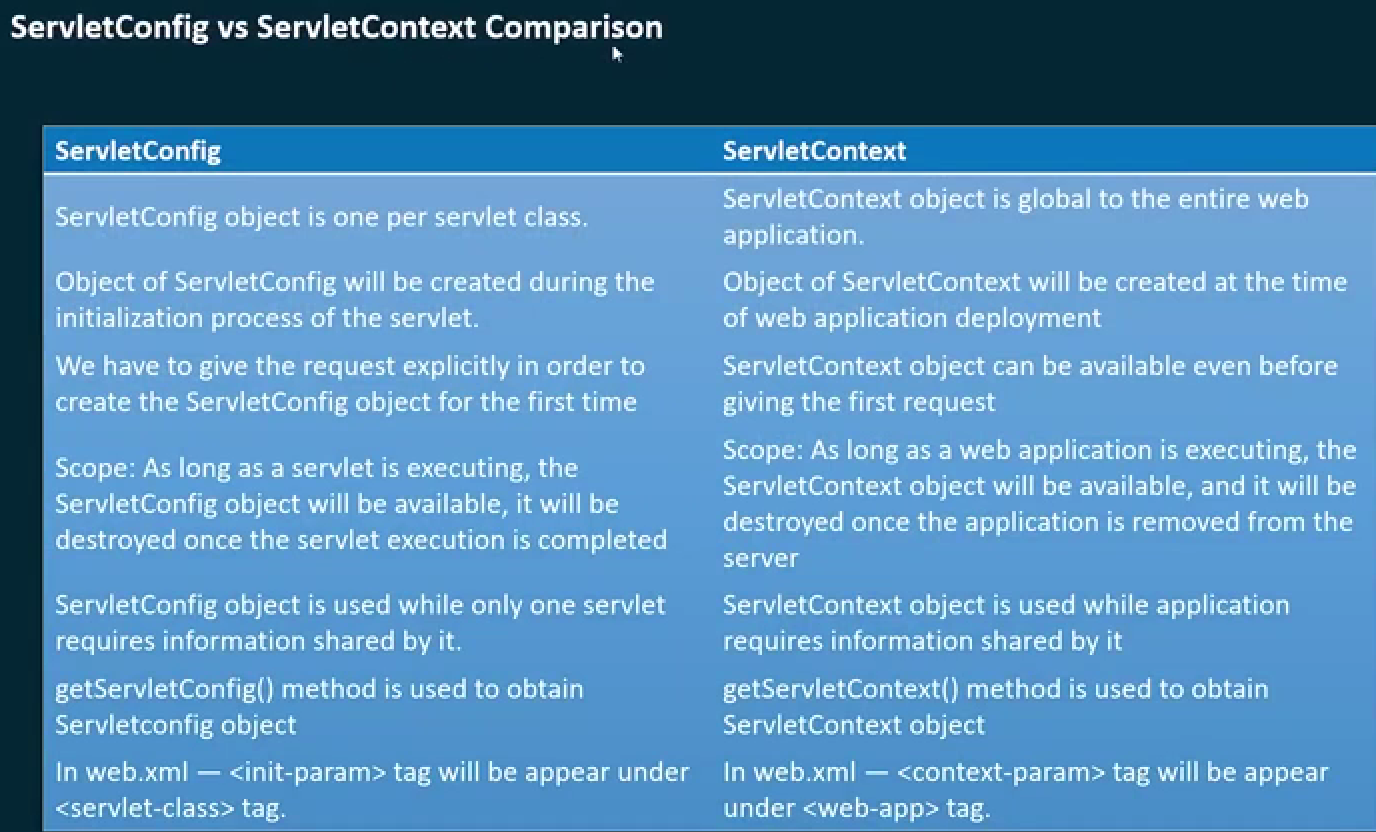 ServletConfig vs ServletContext Comparison
ServletConfig
ServletContext
ServletConfig object is one per servlet class.
ServletContext object is global to the entire web
application.
Object of ServletConfig will be created during the
initialization process of the servlet.
Object of ServletContext will be created at the time
of web application deployment
We have to give the request explicitly in order to
create the ServletConfig object for the first time
ServletContext object can be available even before
giving the first request
Scope: As long as a servlet is executing, the
ServletConfig object will be available, it will be
destroyed once the servlet execution is completed
Scope: As long as a web application is executing, the
ServletContext object will be available, and it will be
destroyed once the application is removed from the
server
ServletConfig object is used while only one servlet
requires information shared by it.
ServletContext object is used while application
requires information shared by it
getServletConfig() method is used to obtain
Servletconfig object
getServletContext() method is used to obtain
ServletContext object
In web.xml — <init-param> tag will be appear under
<servlet-class> tag.
In web.xml — <context-param> tag will be appear
under <web-app> tag.